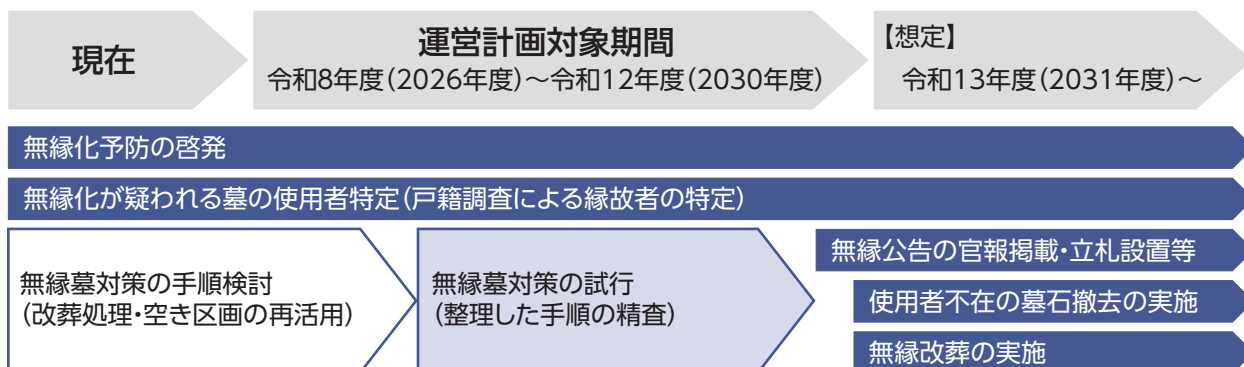 現在
運営計画対象期間
令和8年度(2026年度)～令和12年度(2030年度)
【想定】
令和13年度(2031年度)～
無縁化予防の啓発
無縁化が疑われる墓の使用者特定(戸籍調査による縁故者の特定)
無縁墓対策の手順検討
(改葬処理・空き区画の再活用)
無縁墓対策の試行
(整理した手順の精査)
無縁公告の官報掲載・立札設置等
使用者不在の墓石撤去の実施
無縁改葬の実施